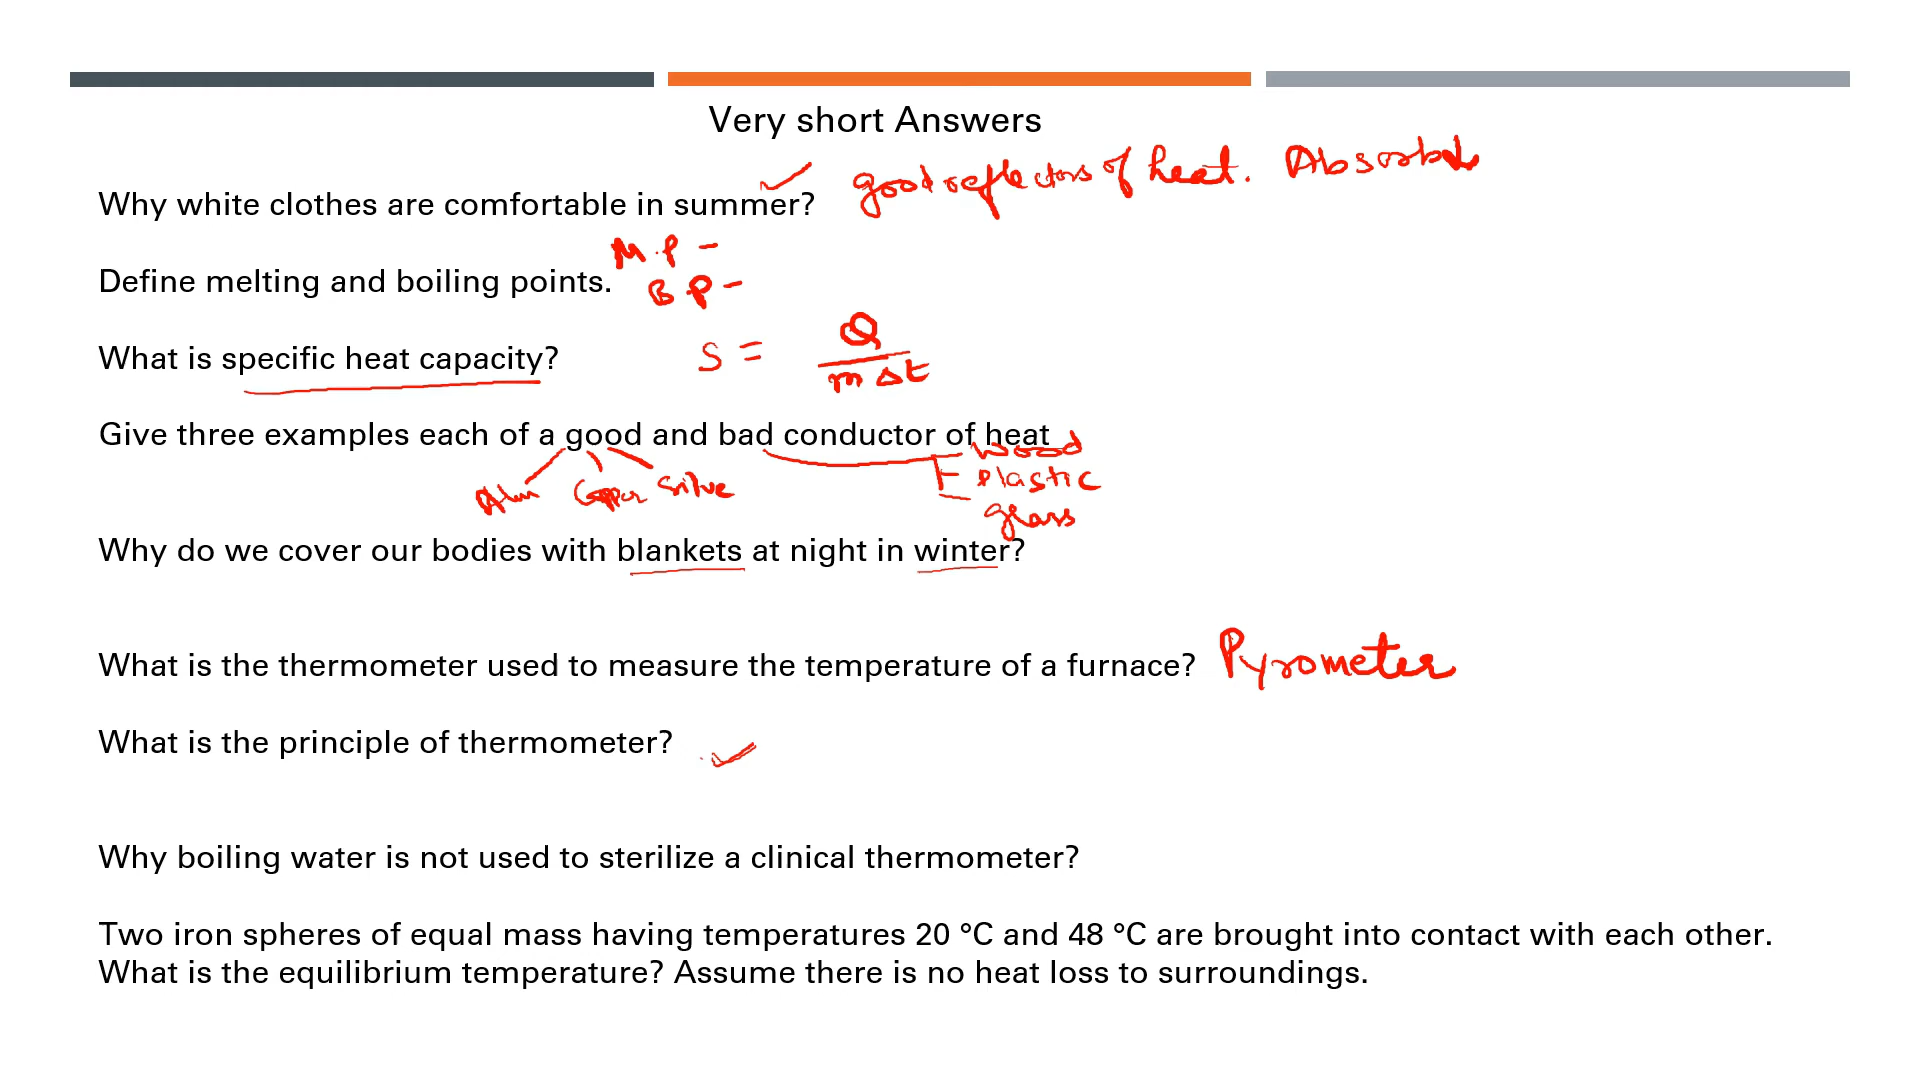 Very short Answers
Why white clothes are comfortable in summer? good reflectors of heat. Absorb
Define melting and boiling points. M.P -
B P -
What is specific heat capacity? S = Q / m Δt
Give three examples each of a good and bad conductor of heat
wood
Alum Copper Silve plastic
glass
Why do we cover our bodies with blankets at night in winter?
What is the thermometer used to measure the temperature of a furnace? Pyrometer
What is the principle of thermometer?
Why boiling water is not used to sterilize a clinical thermometer?
Two iron spheres of equal mass having temperatures 20 °C and 48 °C are brought into contact with each other.
What is the equilibrium temperature? Assume there is no heat loss to surroundings.